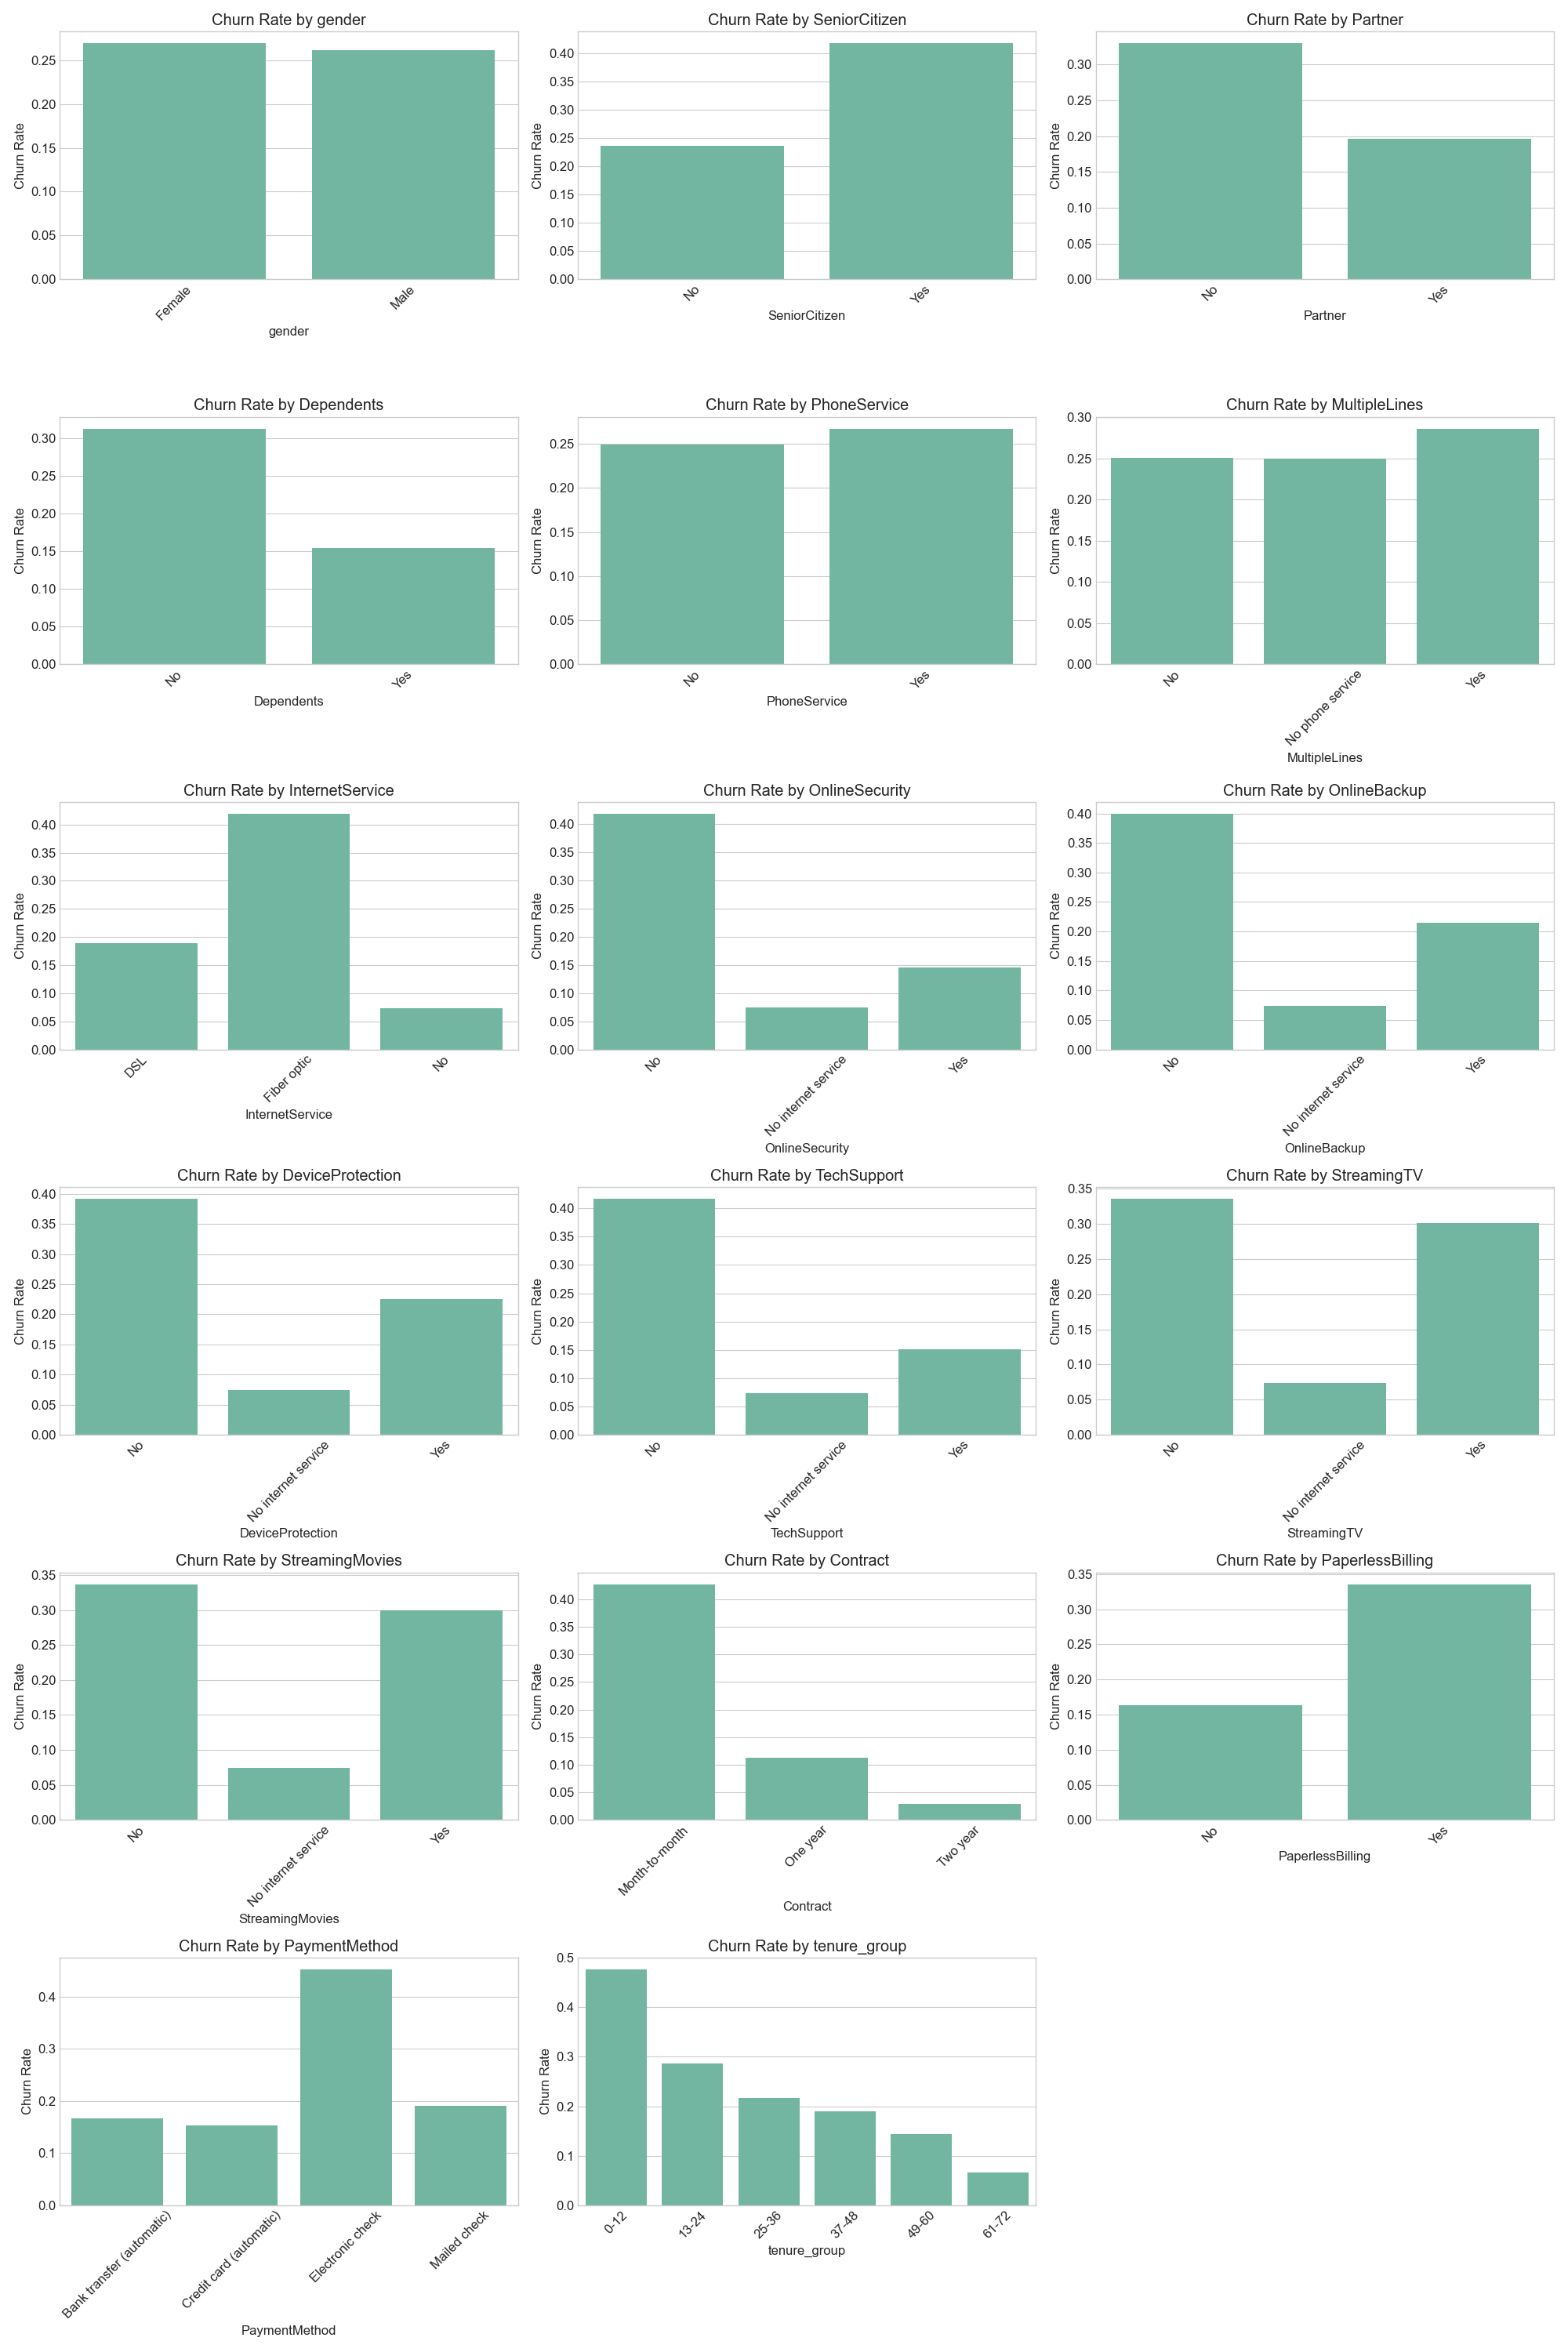 Churn Rate by gender
Churn Rate
0.25
0.20
0.15
0.10
0.05
0.00
Female
Male
gender
Churn Rate by SeniorCitizen
Churn Rate
0.40
0.35
0.30
0.25
0.20
0.15
0.10
0.05
0.00
No
Yes
SeniorCitizen
Churn Rate by Partner
Churn Rate
0.30
0.25
0.20
0.15
0.10
0.05
0.00
No
Yes
Partner
Churn Rate by Dependents
Churn Rate
0.30
0.25
0.20
0.15
0.10
0.05
0.00
No
Yes
Dependents
Churn Rate by PhoneService
Churn Rate
0.25
0.20
0.15
0.10
0.05
0.00
No
Yes
PhoneService
Churn Rate by MultipleLines
Churn Rate
0.30
0.25
0.20
0.15
0.10
0.05
0.00
No
No phone service
Yes
MultipleLines
Churn Rate by InternetService
Churn Rate
0.40
0.35
0.30
0.25
0.20
0.15
0.10
0.05
0.00
DSL
Fiber optic
No
InternetService
Churn Rate by OnlineSecurity
Churn Rate
0.40
0.35
0.30
0.25
0.20
0.15
0.10
0.05
0.00
No
No internet service
Yes
OnlineSecurity
Churn Rate by OnlineBackup
Churn Rate
0.40
0.35
0.30
0.25
0.20
0.15
0.10
0.05
0.00
No
No internet service
Yes
OnlineBackup
Churn Rate by DeviceProtection
Churn Rate
0.40
0.35
0.30
0.25
0.20
0.15
0.10
0.05
0.00
No
No internet service
Yes
DeviceProtection
Churn Rate by TechSupport
Churn Rate
0.40
0.35
0.30
0.25
0.20
0.15
0.10
0.05
0.00
No
No internet service
Yes
TechSupport
Churn Rate by StreamingTV
Churn Rate
0.35
0.30
0.25
0.20
0.15
0.10
0.05
0.00
No
No internet service
Yes
StreamingTV
Churn Rate by StreamingMovies
Churn Rate
0.35
0.30
0.25
0.20
0.15
0.10
0.05
0.00
No
No internet service
Yes
StreamingMovies
Churn Rate by Contract
Churn Rate
0.40
0.35
0.30
0.25
0.20
0.15
0.10
0.05
0.00
Month-to-month
One year
Two year
Contract
Churn Rate by PaperlessBilling
Churn Rate
0.35
0.30
0.25
0.20
0.15
0.10
0.05
0.00
No
Yes
PaperlessBilling
Churn Rate by PaymentMethod
Churn Rate
0.4
0.3
0.2
0.1
0.0
Bank transfer (automatic)
Credit card (automatic)
Electronic check
Mailed check
PaymentMethod
Churn Rate by tenure_group
Churn Rate
0.5
0.4
0.3
0.2
0.1
0.0
0-12
13-24
25-36
37-48
49-60
61-72
tenure_group